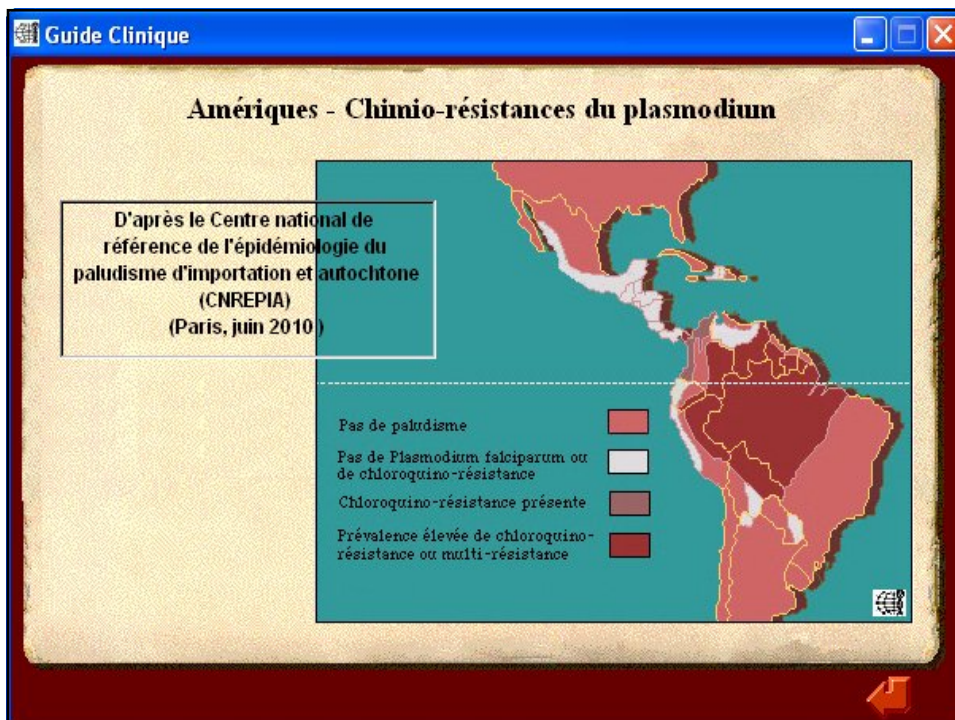 Guide Clinique
Amériques - Chimio-résistances du plasmodium
D'après le Centre national de
référence de l'épidémiologie du
paludisme d'importation et autochtone
(CNREPIA)
(Paris, juin 2010 )
Pas de paludisme
Pas de Plasmodium falciparum ou
de chloroquino-résistance
Chloroquino-résistance présente
Prévalence élevée de chloroquino-
résistance ou multi-résistance